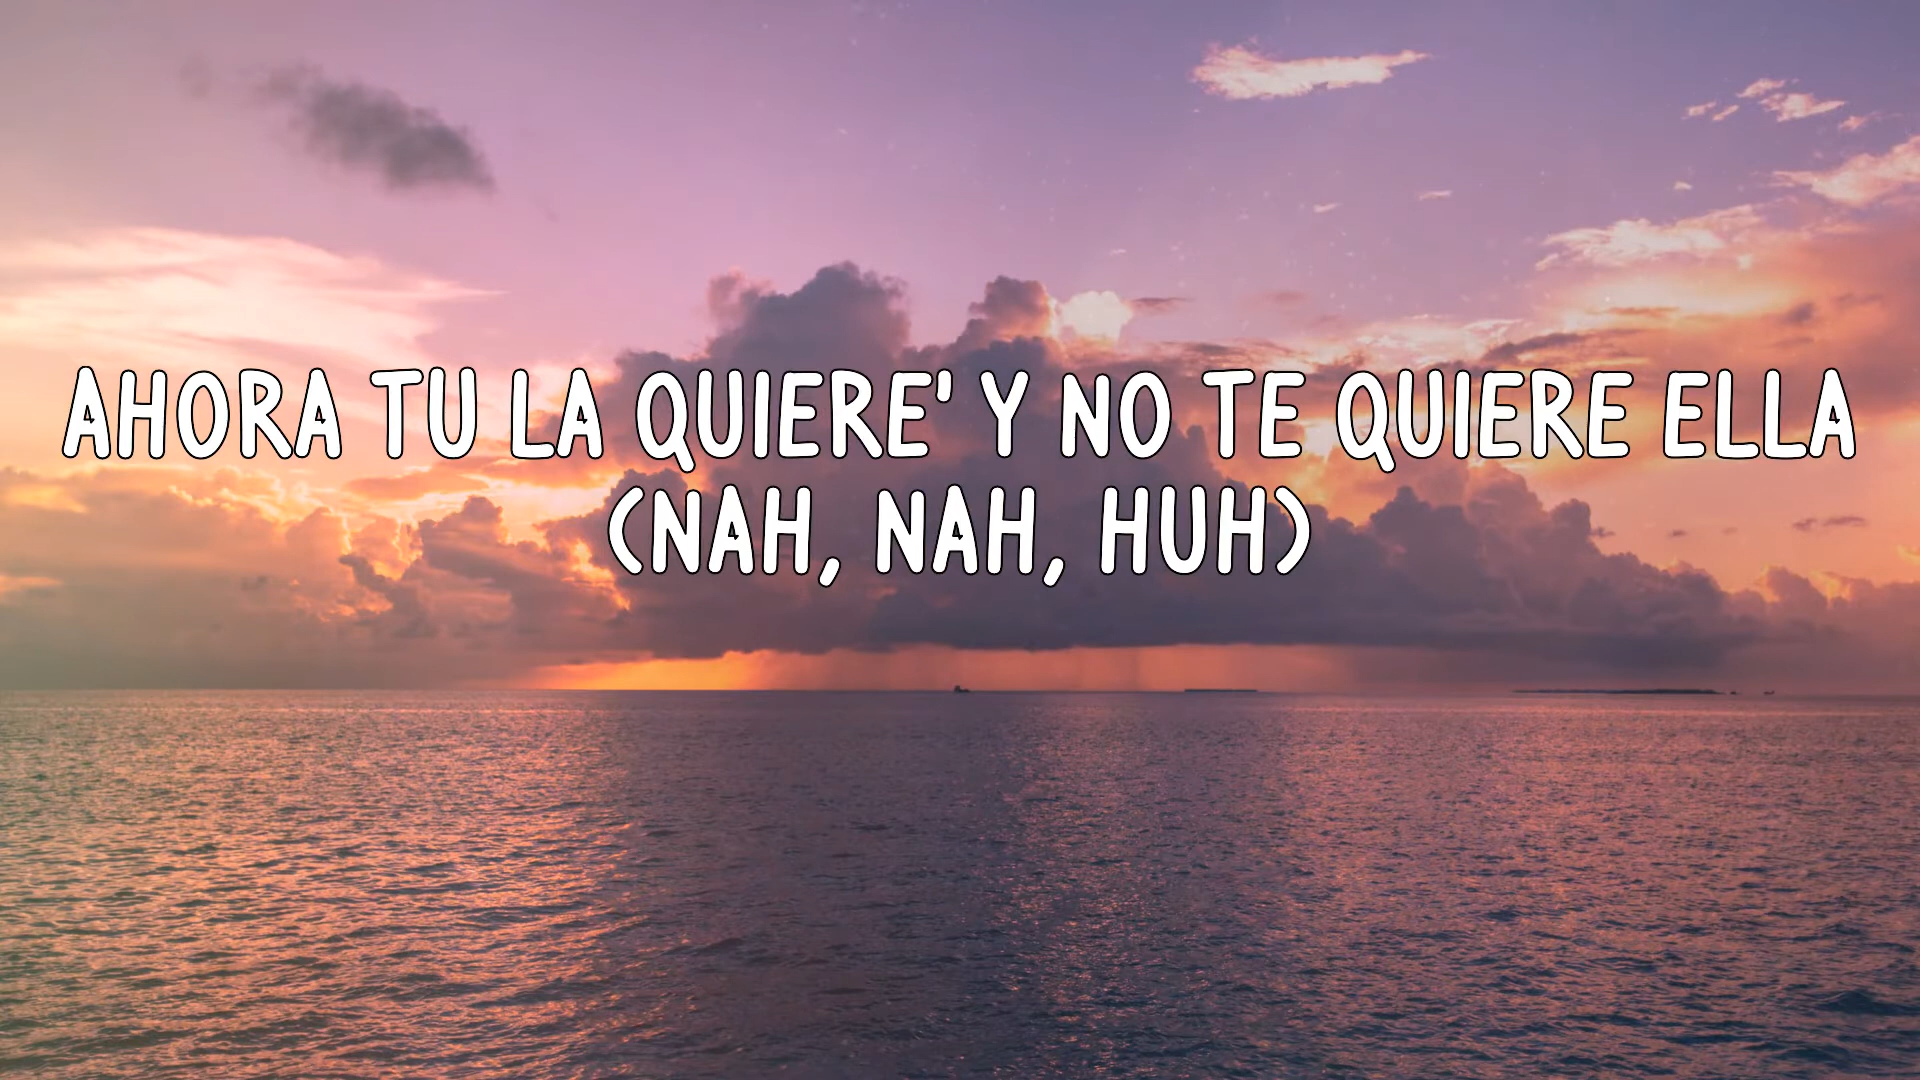 AHORA TU LA QUIERE' Y NO TE QUIERE ELLA
(NAH, NAH, HUH)